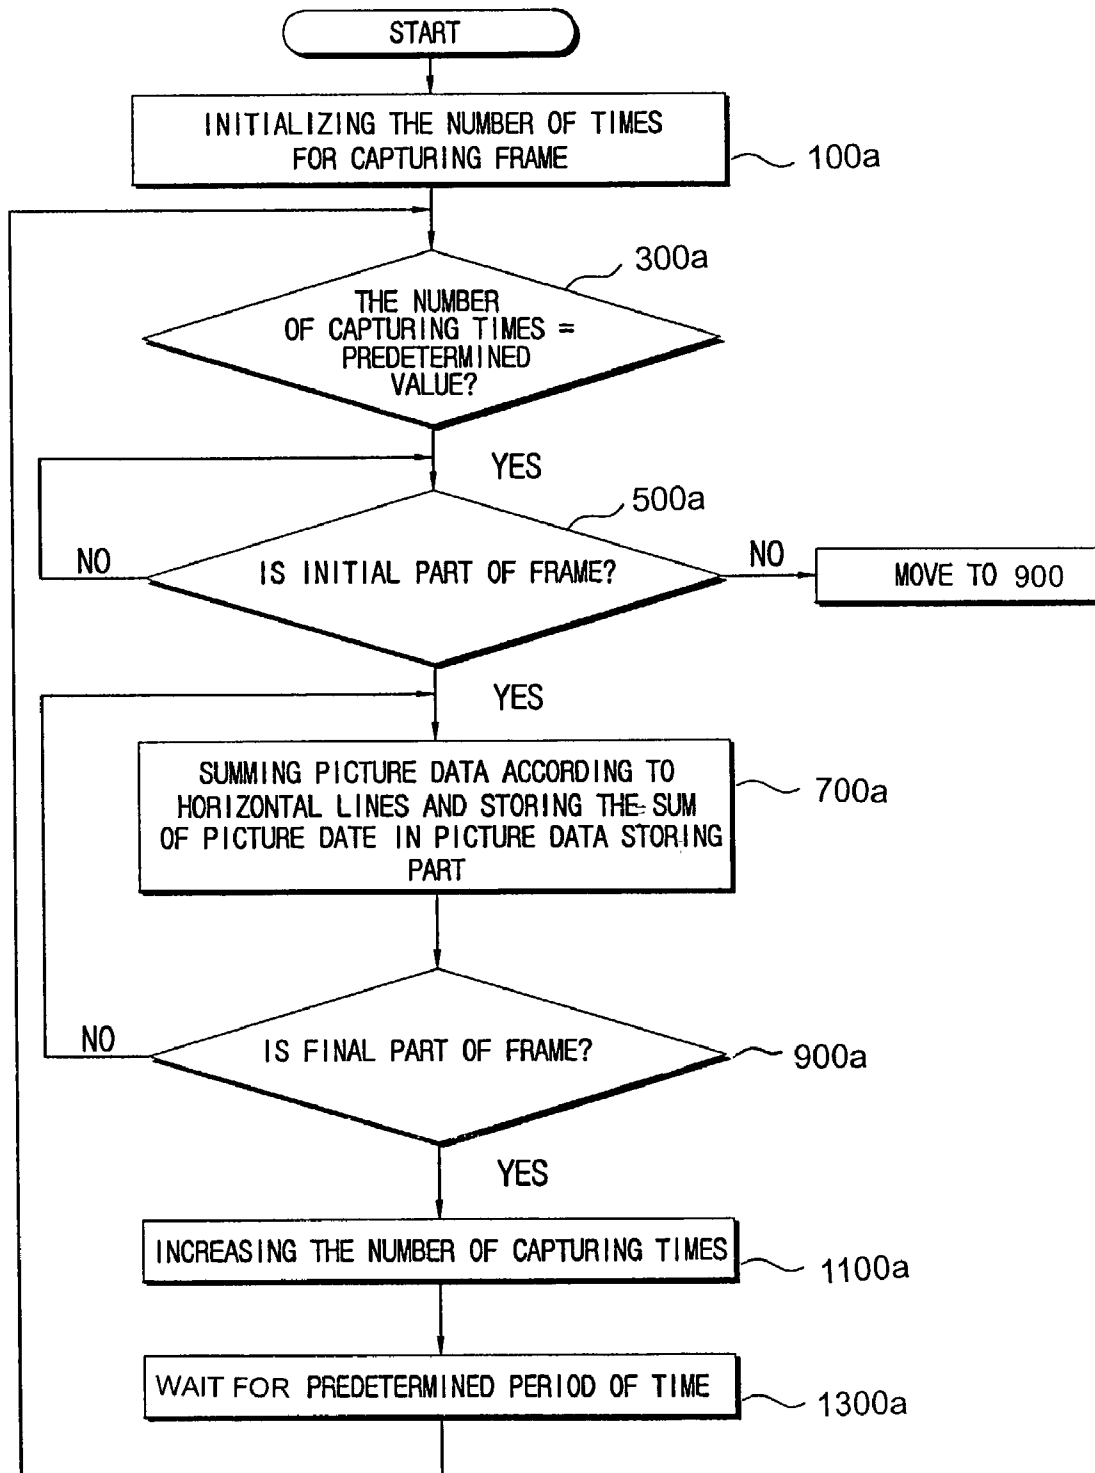 START
INITIALIZING THE NUMBER OF TIMES
FOR CAPTURING FRAME
100a
300a
THE NUMBER
OF CAPTURING TIMES =
PREDETERMINED
VALUE?
YES
500a
NO
IS INITIAL PART OF FRAME?
NO
MOVE TO 900
YES
SUMMING PICTURE DATA ACCORDING TO
HORIZONTAL LINES AND STORING THE SUM
OF PICTURE DATE IN PICTURE DATA STORING
PART
700a
NO
IS FINAL PART OF FRAME?
900a
YES
INCREASING THE NUMBER OF CAPTURING TIMES
1100a
WAIT FOR PREDETERMINED PERIOD OF TIME
1300a